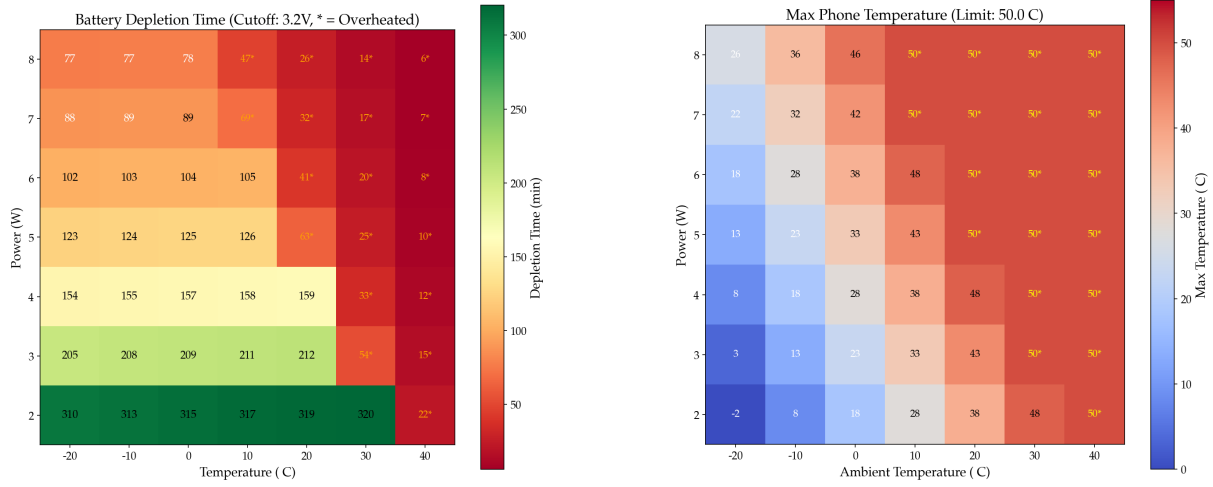 Battery Depletion Time (Cutoff: 3.2V, * = Overheated)
8 77 77 78 47* 26* 14* 6*
7 88 89 89 69* 32* 17* 7*
6 102 103 104 105 41* 20* 8*
5 123 124 125 126 63* 25* 10*
4 154 155 157 158 159 33* 12*
3 205 208 209 211 212 54* 15*
2 310 313 315 317 319 320 22*
-20 -10 0 10 20 30 40
Temperature ( C)
Power (W)
300
250
200
150
100
50
Depletion Time (min)
Max Phone Temperature (Limit: 50.0 C)
8 26 36 46 50* 50* 50* 50*
7 22 32 42 50* 50* 50* 50*
6 18 28 38 48 50* 50* 50*
5 13 23 33 43 50* 50* 50*
4 8 18 28 38 48 50* 50*
3 3 13 23 33 43 50* 50*
2 -2 8 18 28 38 48 50*
-20 -10 0 10 20 30 40
Ambient Temperature ( C)
Power (W)
50
40
30
20
10
0
Max Temperature ( C)